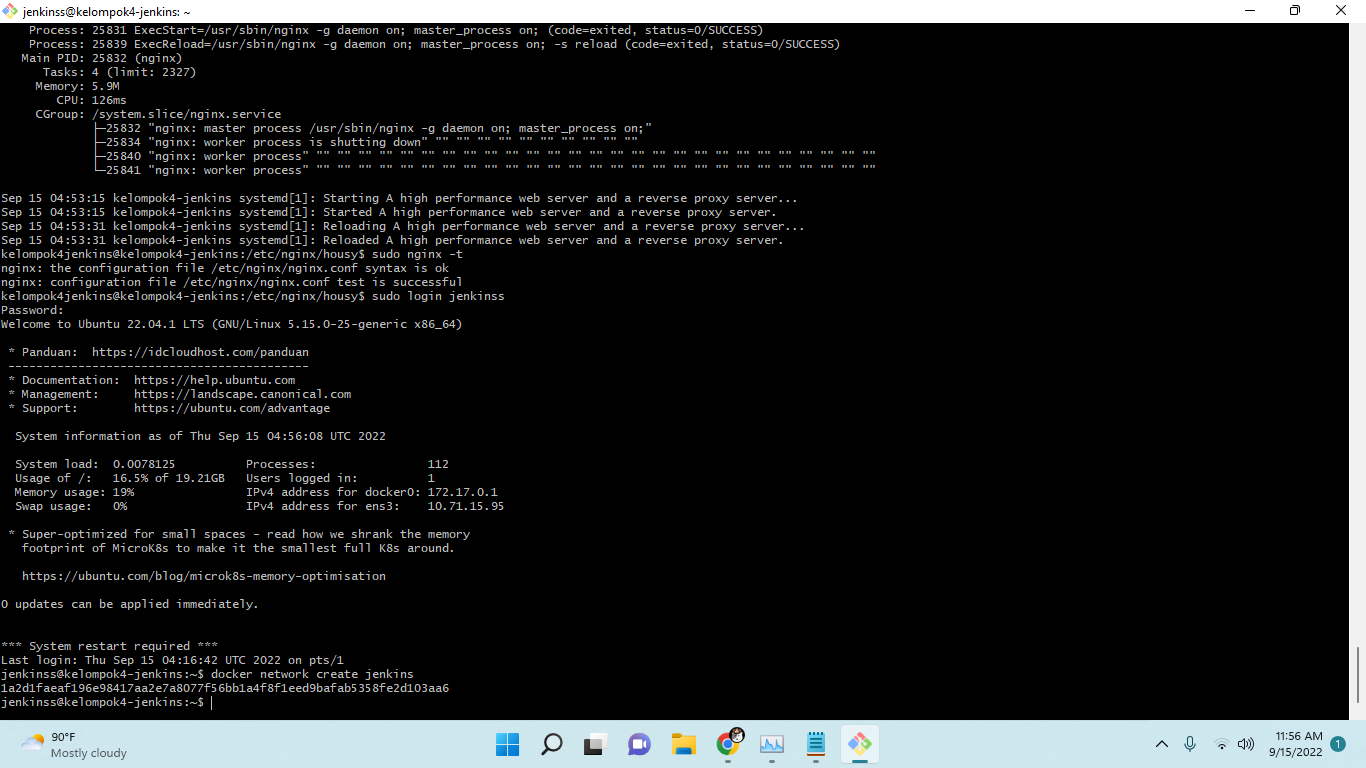 jenkinss@kelompok4-jenkins: ~
Process: 25831 ExecStart=/usr/sbin/nginx -g daemon on; master_process on; (code=exited, status=0/SUCCESS)
Process: 25839 ExecReload=/usr/sbin/nginx -g daemon on; master_process on; -s reload (code=exited, status=0/SUCCESS)
Main PID: 25832 (nginx)
Tasks: 4 (limit: 2327)
Memory: 5.9M
CPU: 126ms
CGroup: /system.slice/nginx.service
├─25832 "nginx: master process /usr/sbin/nginx -g daemon on; master_process on;"
├─25834 "nginx: worker process is shutting down" "" "" "" "" "" "" "" "" "" ""
├─25840 "nginx: worker process" "" "" "" "" "" "" "" "" "" "" "" "" "" "" "" "" "" "" "" "" "" "" "" "" "" "" ""
└─25841 "nginx: worker process" "" "" "" "" "" "" "" "" "" "" "" "" "" "" "" "" "" "" "" "" "" "" "" "" "" "" ""
Sep 15 04:53:15 kelompok4-jenkins systemd[1]: Starting A high performance web server and a reverse proxy server...
Sep 15 04:53:15 kelompok4-jenkins systemd[1]: Started A high performance web server and a reverse proxy server.
Sep 15 04:53:31 kelompok4-jenkins systemd[1]: Reloading A high performance web server and a reverse proxy server...
Sep 15 04:53:31 kelompok4-jenkins systemd[1]: Reloaded A high performance web server and a reverse proxy server.
kelompok4jenkins@kelompok4-jenkins:/etc/nginx/housy$ sudo nginx -t
nginx: the configuration file /etc/nginx/nginx.conf syntax is ok
nginx: configuration file /etc/nginx/nginx.conf test is successful
kelompok4jenkins@kelompok4-jenkins:/etc/nginx/housy$ sudo login jenkinss
Password:
Welcome to Ubuntu 22.04.1 LTS (GNU/Linux 5.15.0-25-generic x86_64)
* Panduan:  https://idcloudhost.com/panduan
-------------------------------------------
* Documentation:  https://help.ubuntu.com
* Management:     https://landscape.canonical.com
* Support:        https://ubuntu.com/advantage
System information as of Thu Sep 15 04:56:08 UTC 2022
System load:  0.0078125          Processes:                112
Usage of /:   16.5% of 19.21GB   Users logged in:          1
Memory usage: 19%                IPv4 address for docker0: 172.17.0.1
Swap usage:   0%                 IPv4 address for ens3:    10.71.15.95
* Super-optimized for small spaces - read how we shrank the memory
footprint of MicroK8s to make it the smallest full K8s around.
https://ubuntu.com/blog/microk8s-memory-optimisation
0 updates can be applied immediately.
*** System restart required ***
Last login: Thu Sep 15 04:16:42 UTC 2022 on pts/1
jenkinss@kelompok4-jenkins:~$ docker network create jenkins
1a2d1faeaf196e98417aa2e7a8077f56bb1a4f8f1eed9bafab5358fe2d103aa6
jenkinss@kelompok4-jenkins:~$
90°F
Mostly cloudy
11:56 AM
9/15/2022
1